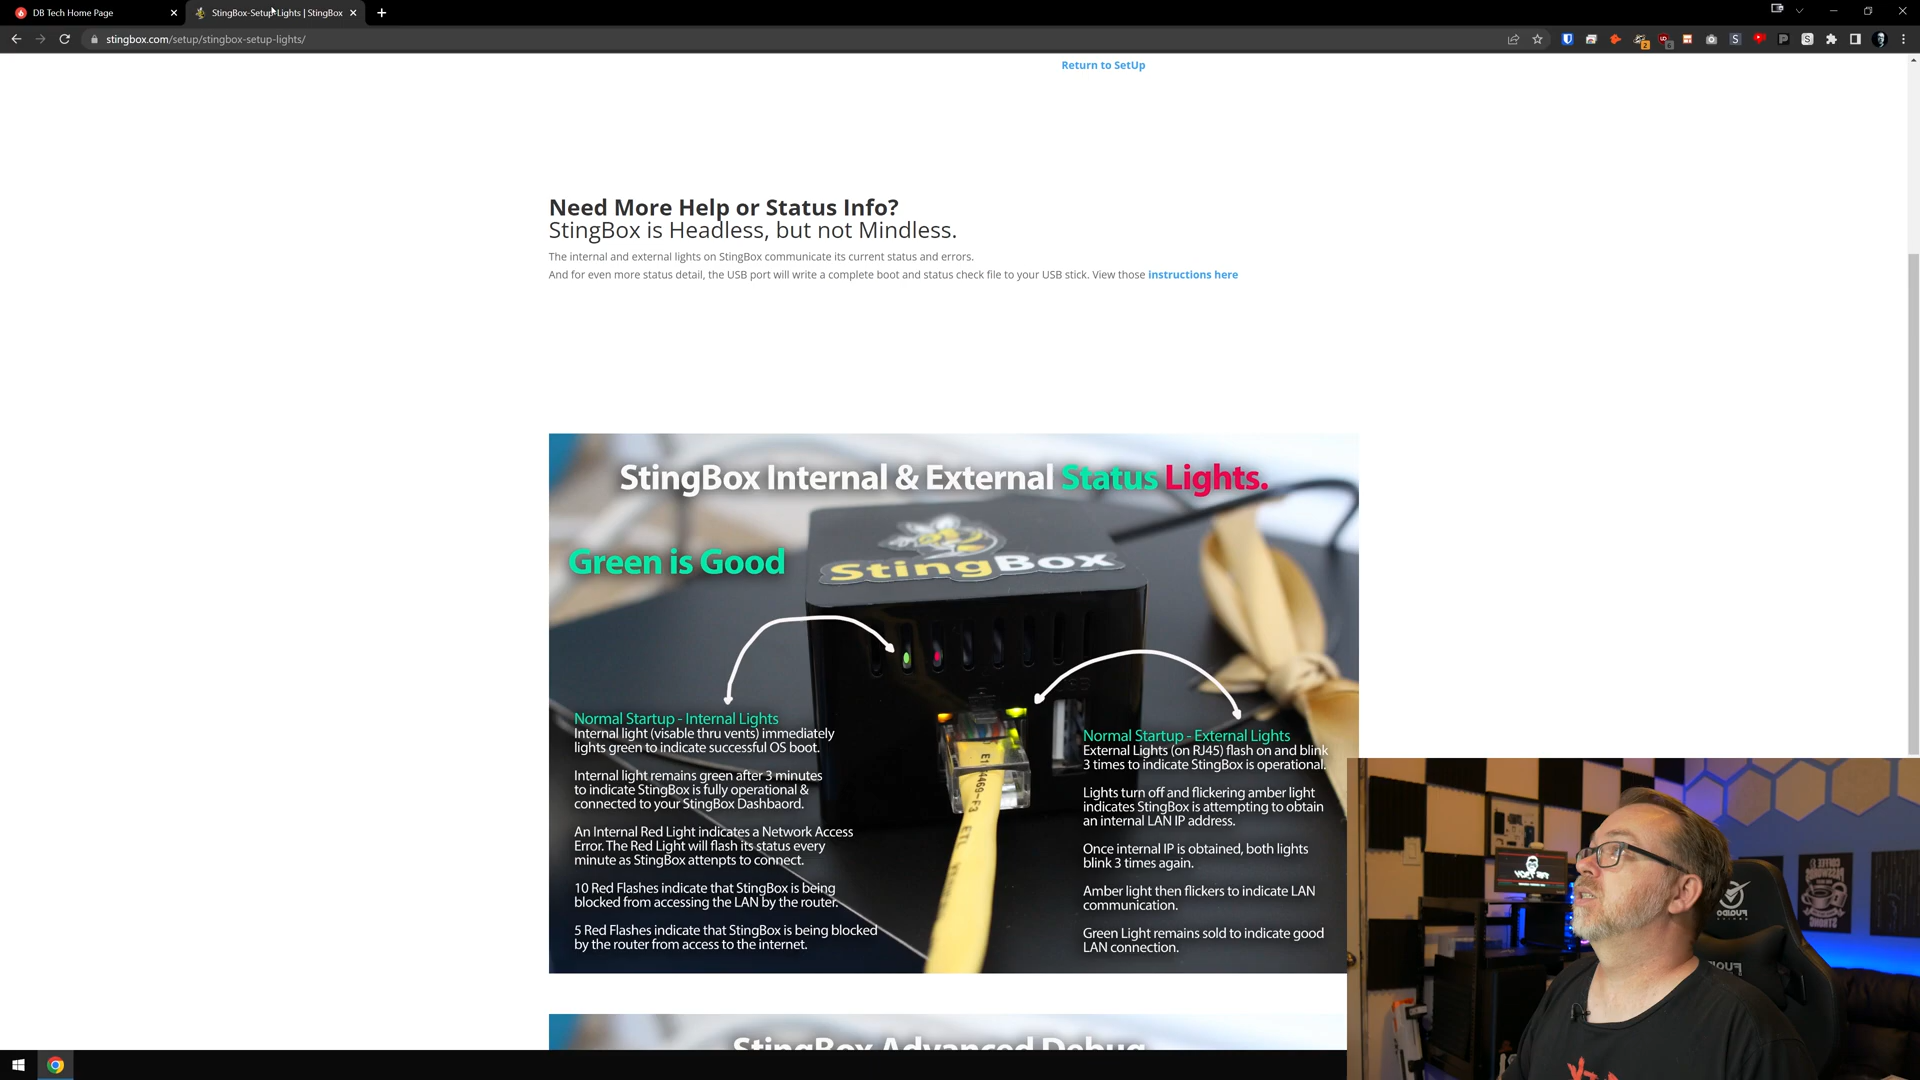 DB Tech Home Page
StingBox-Setup-Lights | StingBox
stingbox.com/setup/stingbox-setup-lights/
Return to SetUp
Need More Help or Status Info?
StingBox is Headless, but not Mindless.
The internal and external lights on StingBox communicate its current status and errors.
And for even more status detail, the USB port will write a complete boot and status check file to your USB stick. View those instructions here
StingBox Internal & External Status Lights.
Green is Good
StingBox
Normal Startup - Internal Lights
Internal light (visable thru vents) immediately
lights green to indicate successful OS boot.
Internal light remains green after 3 minutes
to indicate StingBox is fully operational &
connected to your StingBox Dashbaord.
An Internal Red Light indicates a Network Access
Error. The Red Light will flash its status every
minute as StingBox attenpts to connect.
10 Red Flashes indicate that StingBox is being
blocked from accessing the LAN by the router.
5 Red Flashes indicate that StingBox is being blocked
by the router from access to the internet.
Normal Startup - External Lights
External Lights (on RJ45) flash on and blink
3 times to indicate StingBox is operational.
Lights turn off and flickering amber light
indicates StingBox is attempting to obtain
an internal LAN IP address.
Once internal IP is obtained, both lights
blink 3 times again.
Amber light then flickers to indicate LAN
communication.
Green Light remains sold to indicate good
LAN connection.
StingBox Advanced Debug